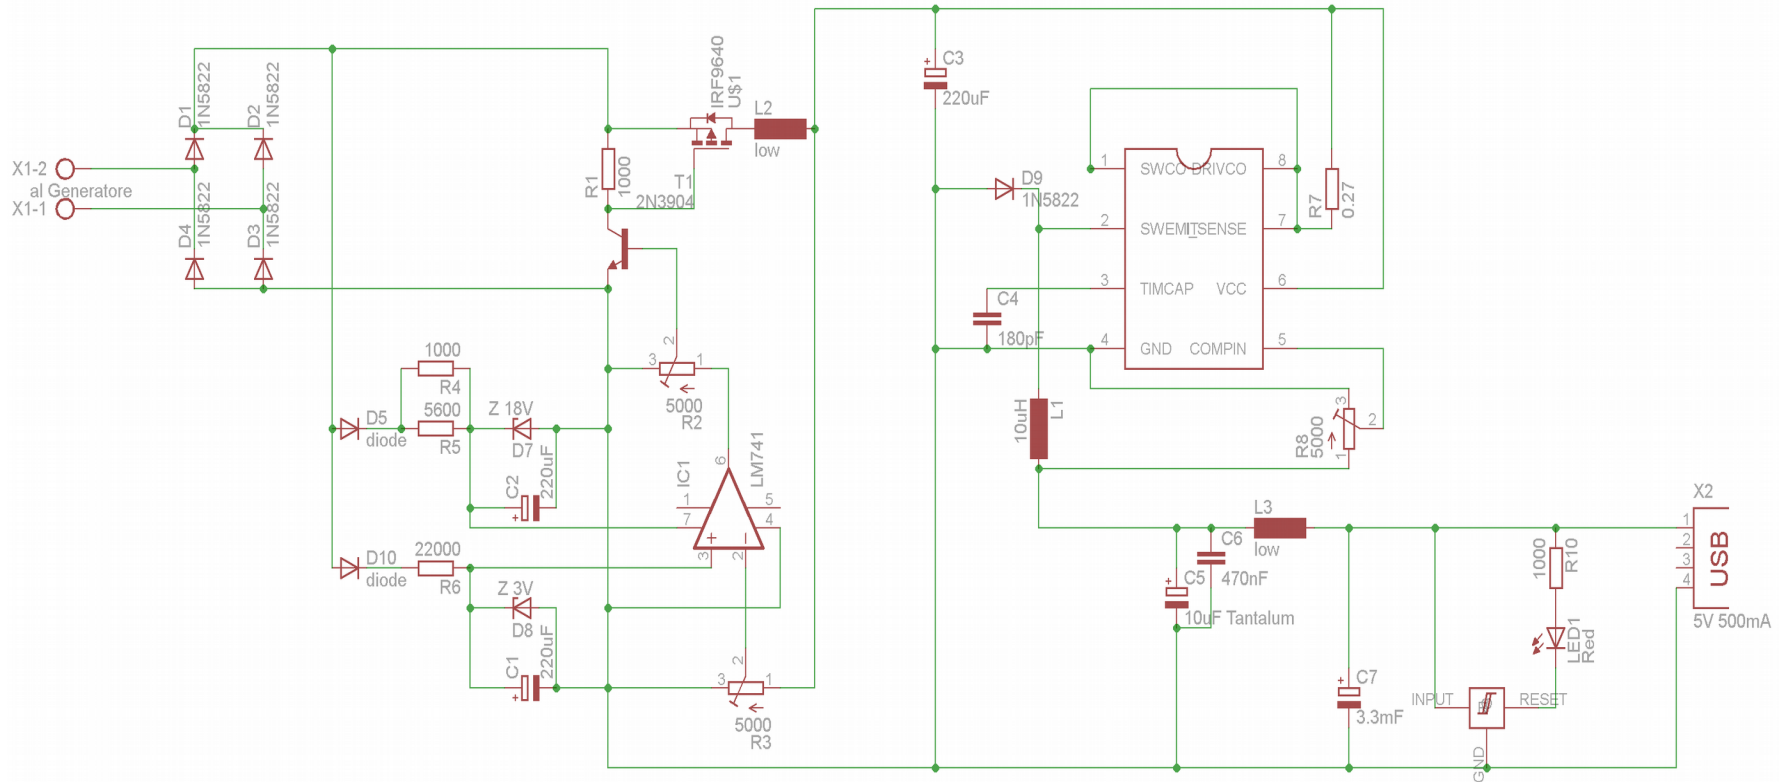 X1-2
al Generatore
X1-1
D1
1N5822
D2
1N5822
D4
1N5822
D3
1N5822
R1
1000
T1
2N3904
IRF9640
U$1
L2
low
1000
R4
D5
diode
5600
R5
Z 18V
D7
C2
220uF
D10
diode
22000
R6
Z 3V
D8
C1
220uF
3
2
1
5000
R2
IC1
LM741
6
1
7
5
4
+
-
3
2
3
2
1
5000
R3
C3
220uF
D9
1N5822
C4
180pF
1
2
3
4
8
7
6
5
SWCO
DRIVCO
SWEMIT
I_SENSE
TIMCAP
VCC
GND
COMPIN
R7
0.27
10uH
L1
R8
5000
3
2
1
L3
low
C6
470nF
C5
10uF Tantalum
C7
3.3mF
1000
R10
LED1
Red
INPUT
RESET
GND
X2
1
2
3
4
USB
5V 500mA